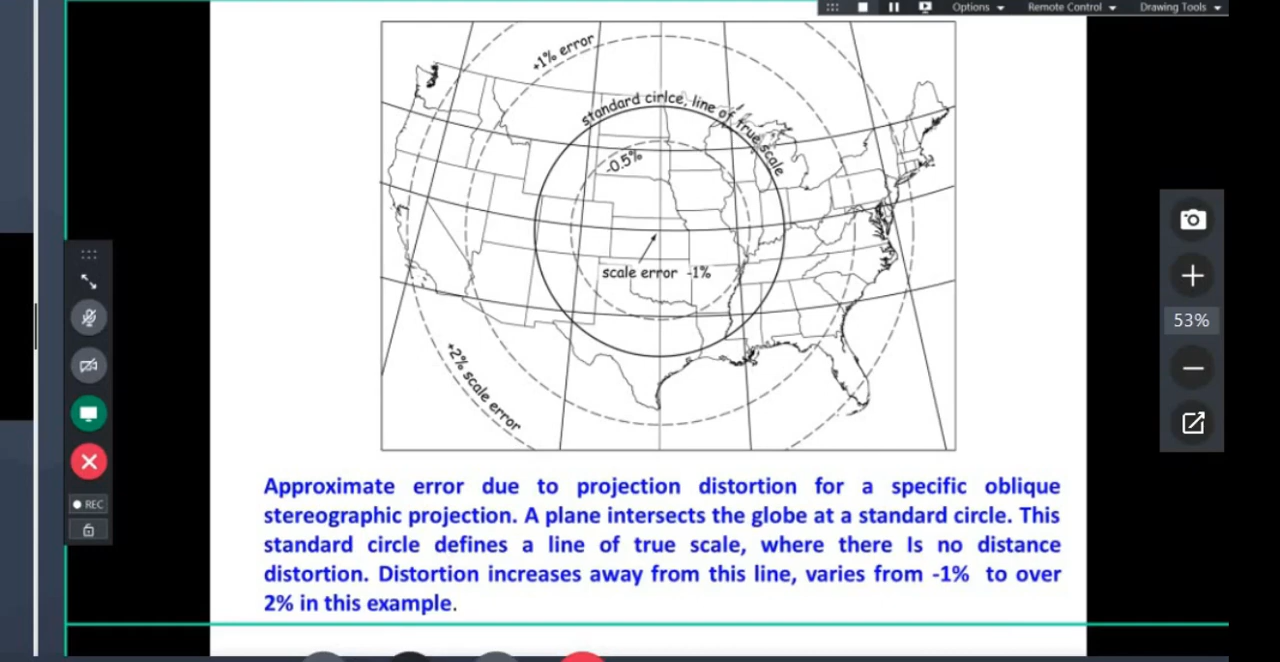 Options
Remote Control
Drawing Tools
+1% error
standard cirlce, line of true scale
-0.5%
scale error -1%
+2% scale error
53%
REC
Approximate error due to projection distortion for a specific oblique
stereographic projection. A plane intersects the globe at a standard circle. This
standard circle defines a line of true scale, where there Is no distance
distortion. Distortion increases away from this line, varies from -1% to over
2% in this example.